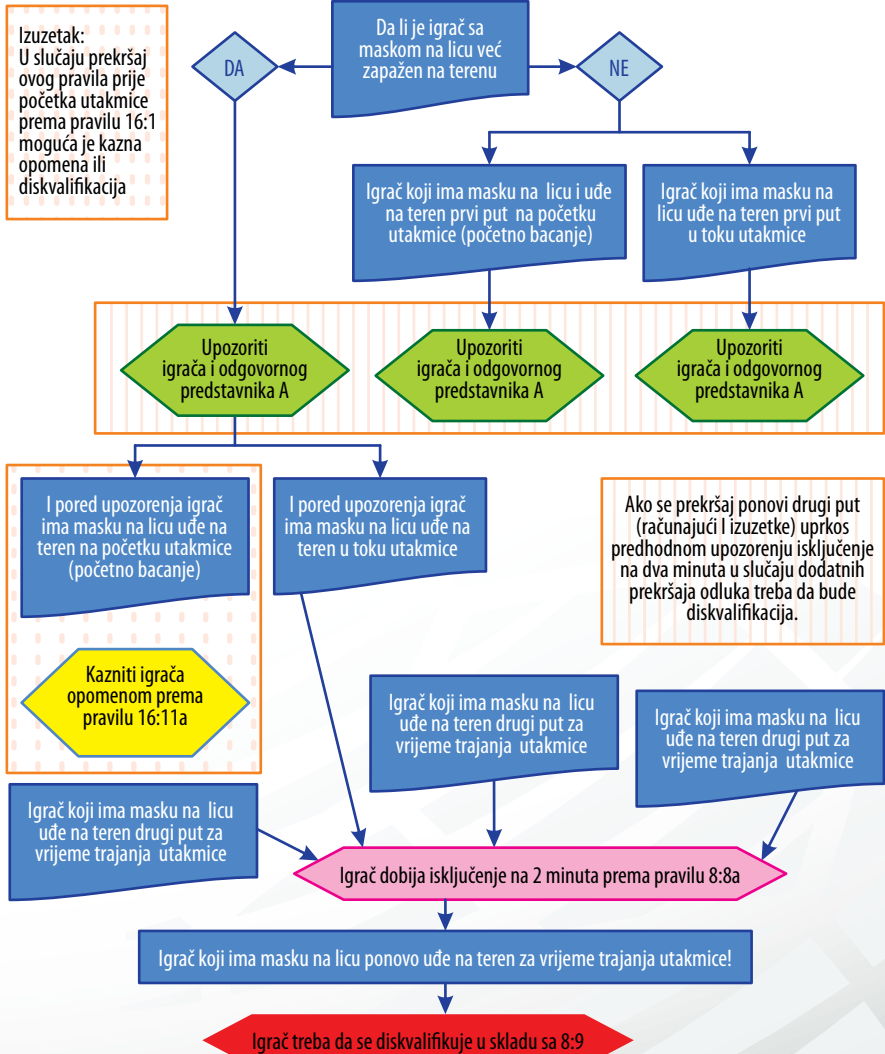 Izuzetak:
U slučaju prekršaj
ovog pravila prije
početka utakmice
prema pravilu 16:1
moguća je kazna
opomena ili
diskvalifikacija
DA
Da li je igrač sa
maskom na licu već
zapažen na terenu
NE
Igrač koji ima masku na licu i uđe
na teren prvi put na početku
utakmice (početno bacanje)
Igrač koji ima masku na
licu uđe na teren prvi put
u toku utakmice
Upozoriti
igrača i odgovornog
predstavnika A
Upozoriti
igrača i odgovornog
predstavnika A
Upozoriti
igrača i odgovornog
predstavnika A
I pored upozorenja igrač
ima masku na licu uđe na
teren na početku utakmice
(početno bacanje)
I pored upozorenja igrač
ima masku na licu uđe na
teren u toku utakmice
Ako se prekršaj ponovi drugi put
(računajući I izuzetke) uprkos
predhodnom upozorenju isključenje
na dva minuta u slučaju dodatnih
prekršaja odluka treba da bude
diskvalifikacija.
Kazniti igrača
opomenom prema
pravilu 16:11a
Igrač koji ima masku na licu
uđe na teren drugi put za
vrijeme trajanja utakmice
Igrač koji ima masku na licu
uđe na teren drugi put za
vrijeme trajanja utakmice
Igrač koji ima masku na licu
uđe na teren drugi put za
vrijeme trajanja utakmice
Igrač dobija isključenje na 2 minuta prema pravilu 8:8a
Igrač koji ima masku na licu ponovo uđe na teren za vrijeme trajanja utakmice!
Igrač treba da se diskvalifikuje u skladu sa 8:9